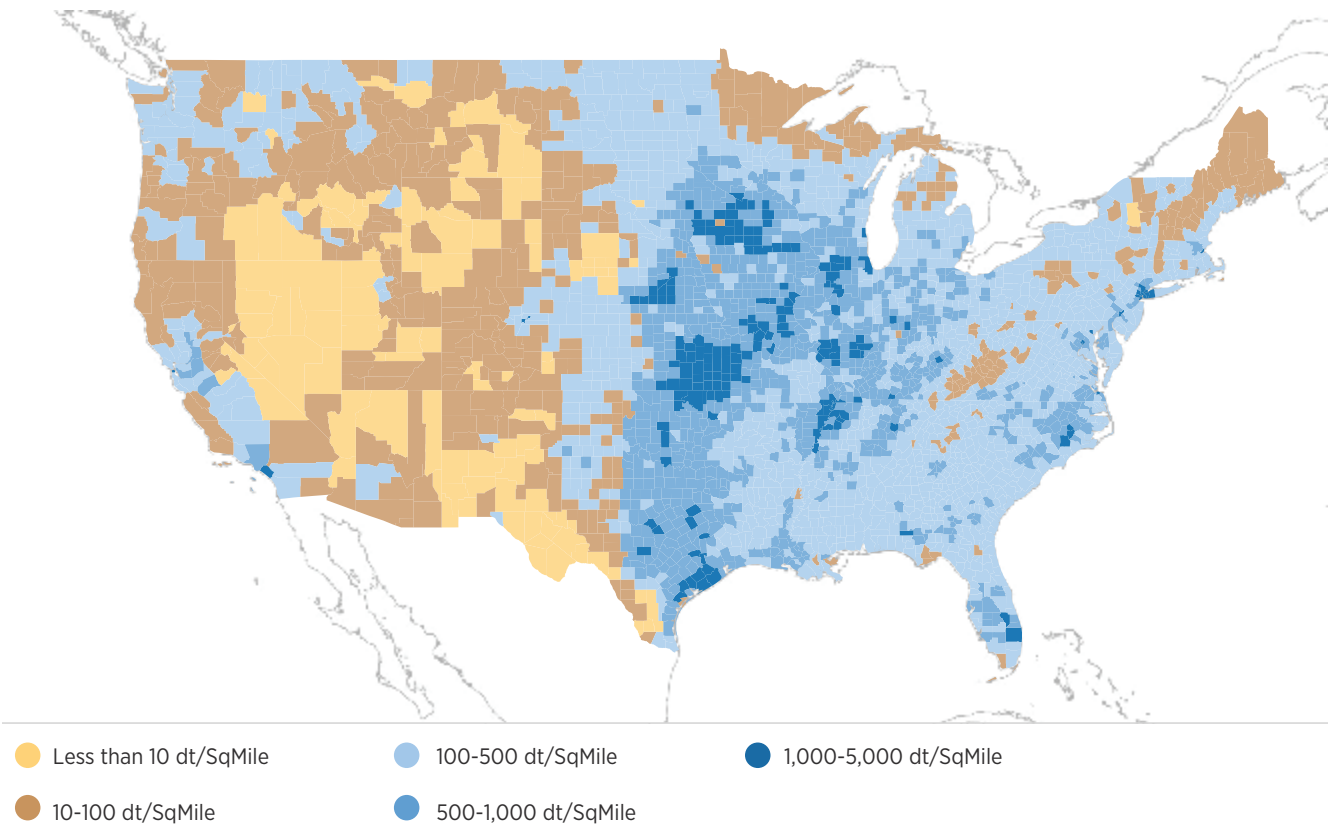 Less than 10 dt/SqMile
100-500 dt/SqMile
1,000-5,000 dt/SqMile
10-100 dt/SqMile
500-1,000 dt/SqMile